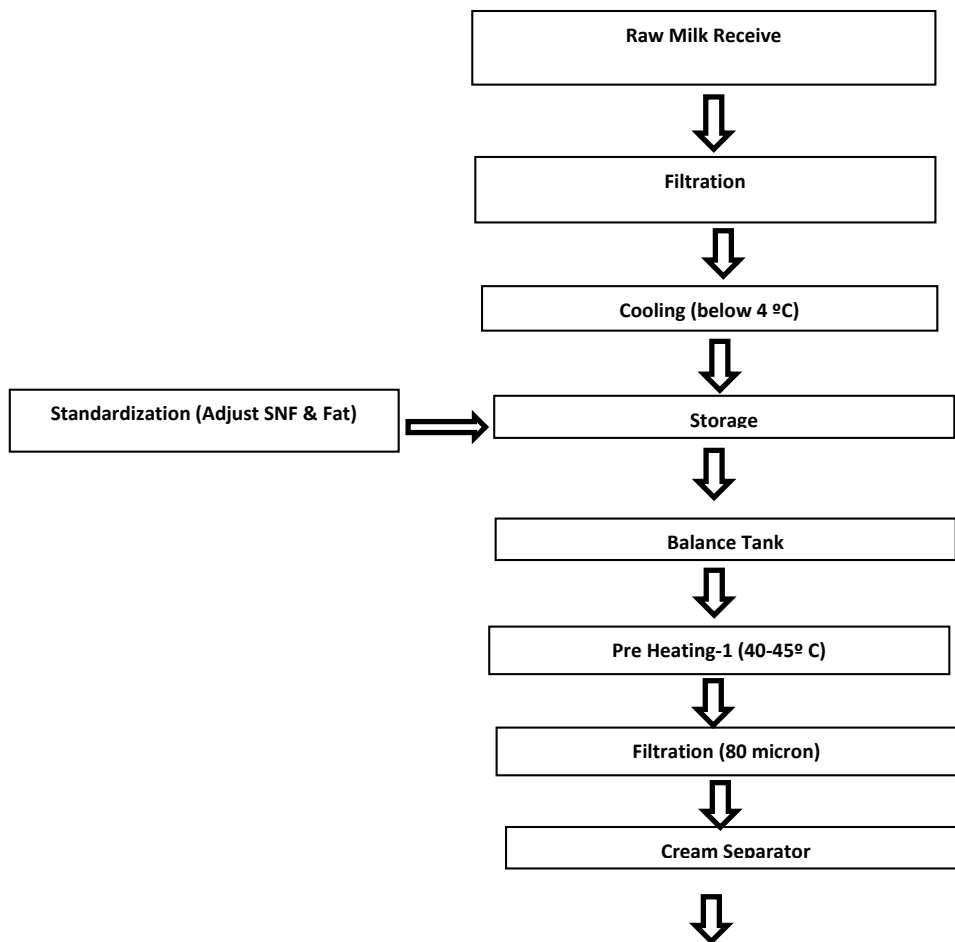 Raw Milk Receive
Filtration
Cooling (below 4 ºC)
Standardization (Adjust SNF & Fat)
Storage
Balance Tank
Pre Heating-1 (40-45º C)
Filtration (80 micron)
Cream Separator